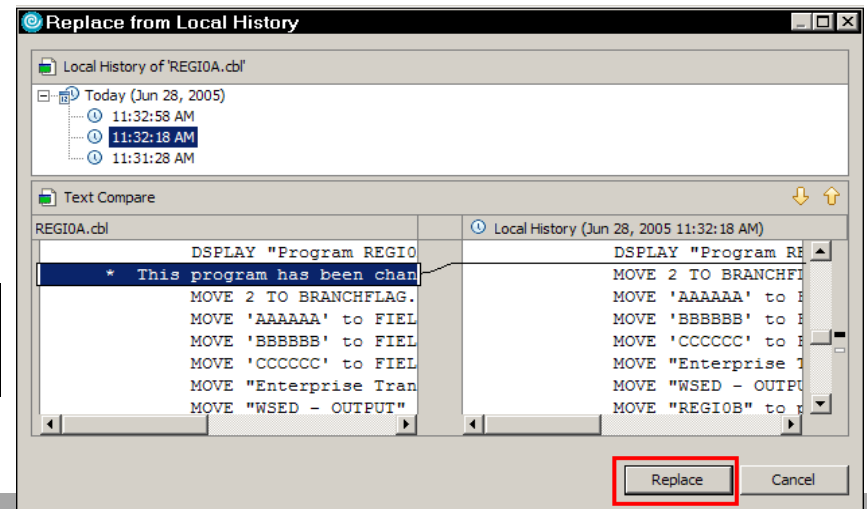 Replace from Local History
Local History of 'REGI0A.cbl'
Today (Jun 28, 2005)
11:32:58 AM
11:32:18 AM
11:31:28 AM
Text Compare
REGI0A.cbl
Local History (Jun 28, 2005 11:32:18 AM)
DSPLAY "Program REGI0
* This program has been chan
MOVE 2 TO BRANCHFLAG.
MOVE 'AAAAAA' to FIEL
MOVE 'BBBBBB' to FIEL
MOVE 'CCCCCC' to FIEL
MOVE "Enterprise Tran
MOVE "WSED - OUTPUT"
DSPLAY "Program RE
MOVE 2 TO BRANCHFI
MOVE 'AAAAAA' to
MOVE 'BBBBBB' to
MOVE 'CCCCCC' to
MOVE "Enterprise
MOVE "WSED - OUTPU
MOVE "REGI0B" to
Replace
Cancel